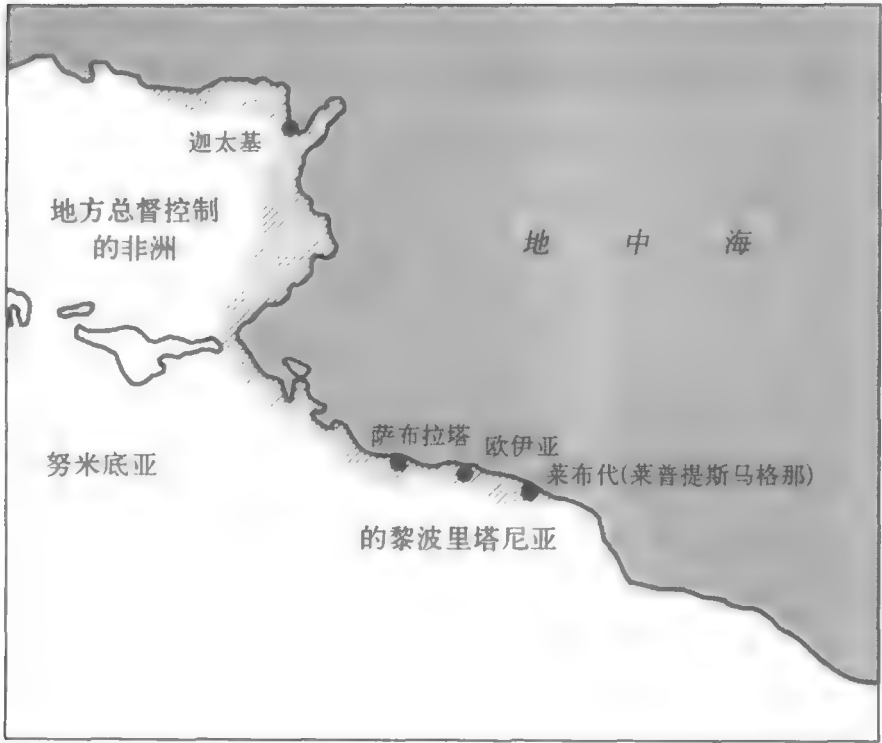 迦太基
地方总督控制
的非洲
地中海
萨布拉塔
欧伊亚
莱布代(莱普提斯马格那)
努米底亚
的黎波里塔尼亚